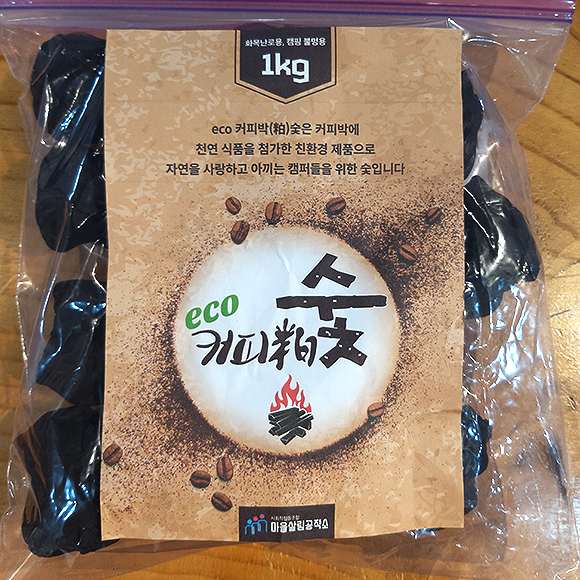 화목난로용, 캠핑 불멍용
1kg
eco 커피박(粕)숯은 커피박에
천연 식품을 첨가한 친환경 제품으로
자연을 사랑하고 아끼는 캠퍼들을 위한 숯입니다
eco
커피粕숯
사회적협동조합
마을살림공작소